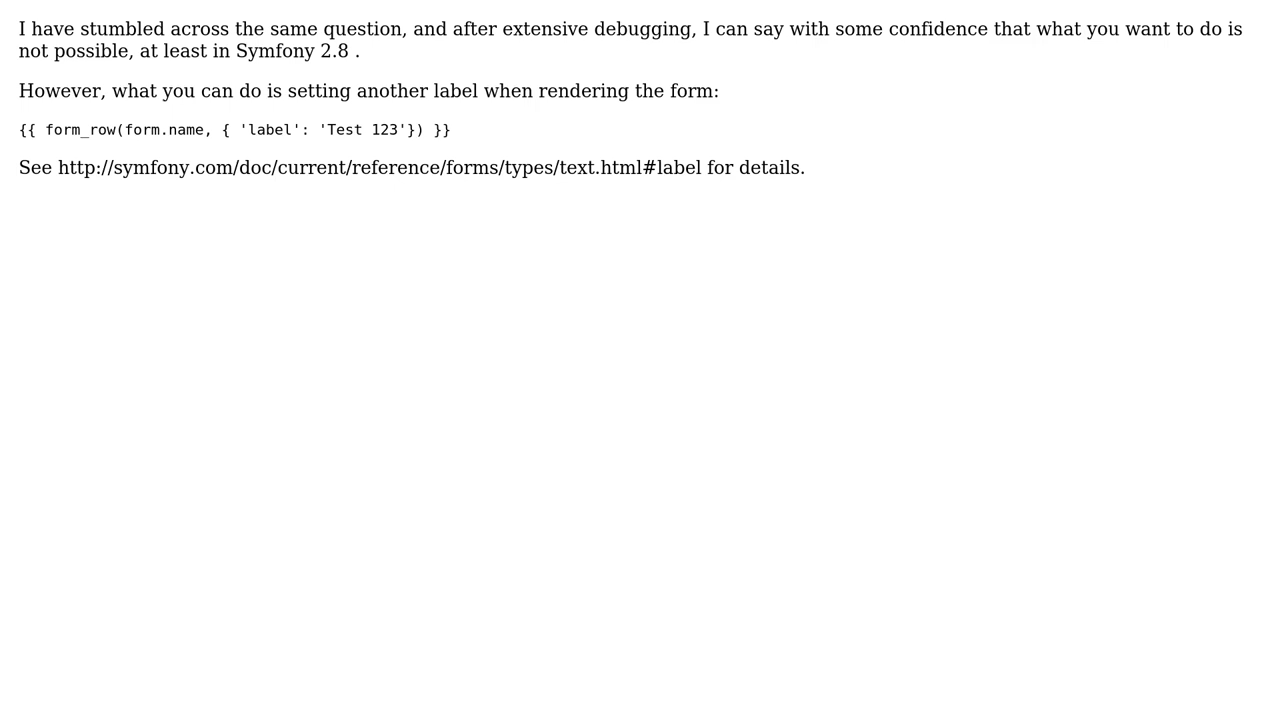 I have stumbled across the same question, and after extensive debugging, I can say with some confidence that what you want to do is
not possible, at least in Symfony 2.8 .
However, what you can do is setting another label when rendering the form:
{{ form_row(form.name, { 'label': 'Test 123'}) }}
See http://symfony.com/doc/current/reference/forms/types/text.html#label for details.